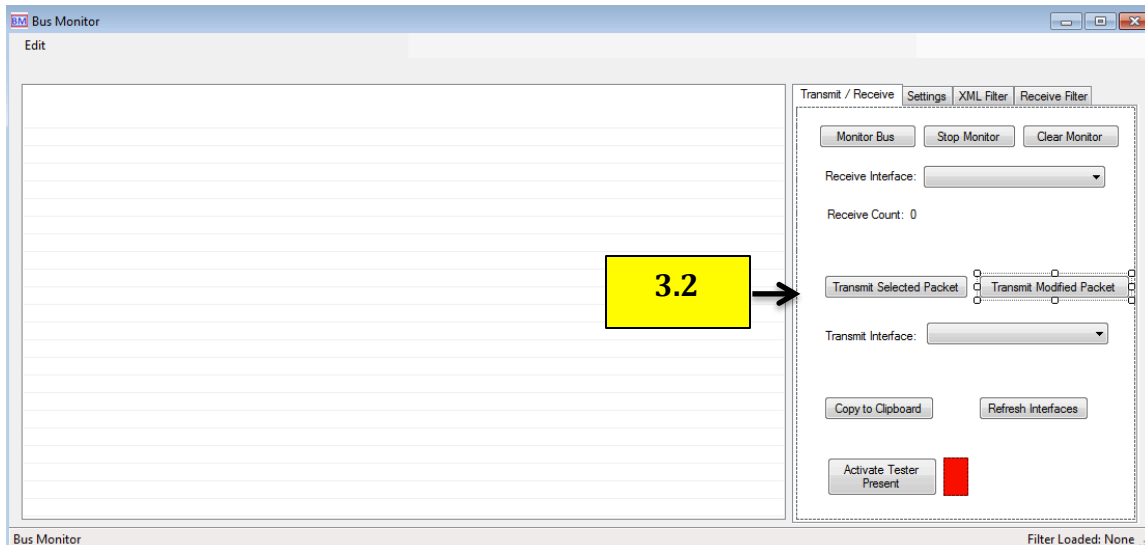 BM Bus Monitor
Edit
Transmit / Receive Settings XML Filter Receive Filter
Monitor Bus Stop Monitor Clear Monitor
Receive Interface:
Receive Count: 0
3.2
Transmit Selected Packet Transmit Modified Packet
Transmit Interface:
Copy to Clipboard Refresh Interfaces
Activate Tester
Present
Bus Monitor Filter Loaded: None